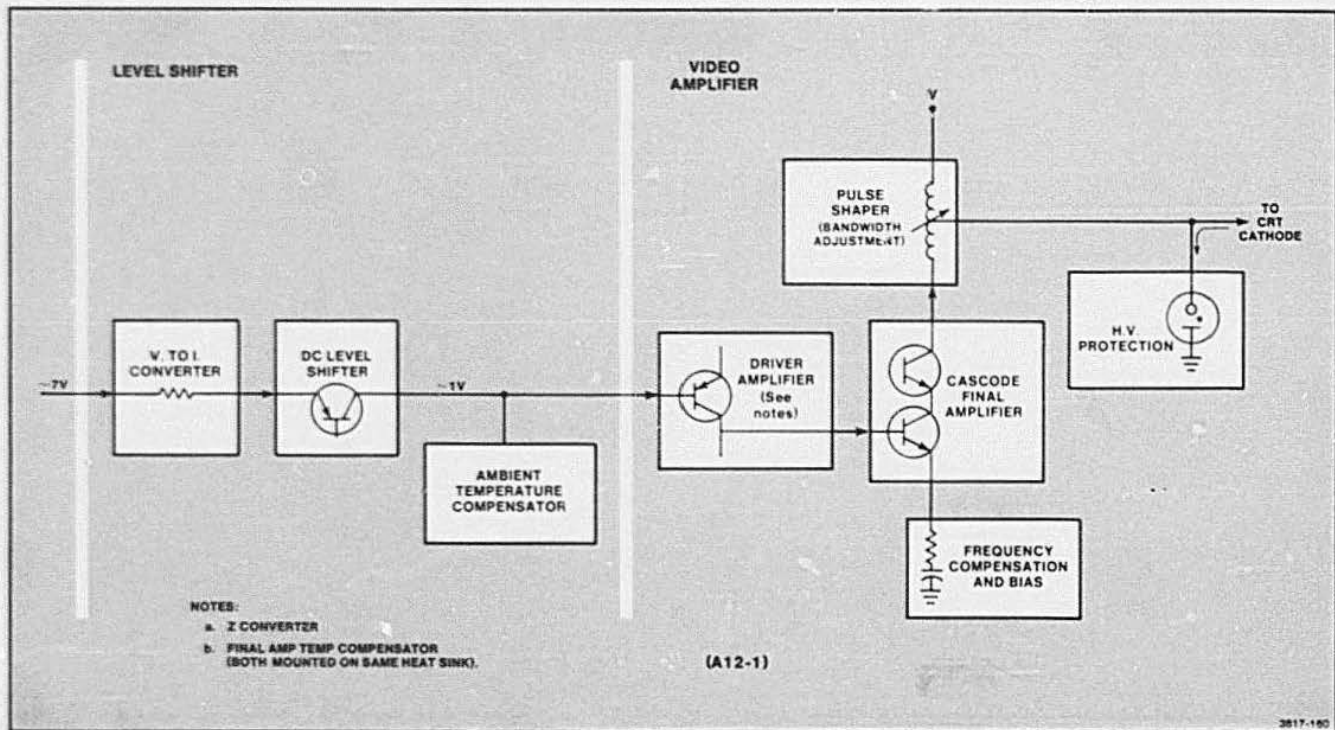 LEVEL SHIFTER
VIDEO
AMPLIFIER
V
PULSE
SHAPER
(BANDWIDTH
ADJUSTMENT)
TO
CRT
CATHODE
H.V.
PROTECTION
~7V
V. TO I.
CONVERTER
DC LEVEL
SHIFTER
~1V
AMBIENT
TEMPERATURE
COMPENSATOR
DRIVER
AMPLIFIER
(See
notes)
CASCODE
FINAL
AMPLIFIER
FREQUENCY
COMPENSATION
AND BIAS
NOTES:
a. Z CONVERTER
b. FINAL AMP TEMP COMPENSATOR
(BOTH MOUNTED ON SAME HEAT SINK).
(A12-1)
3817-160